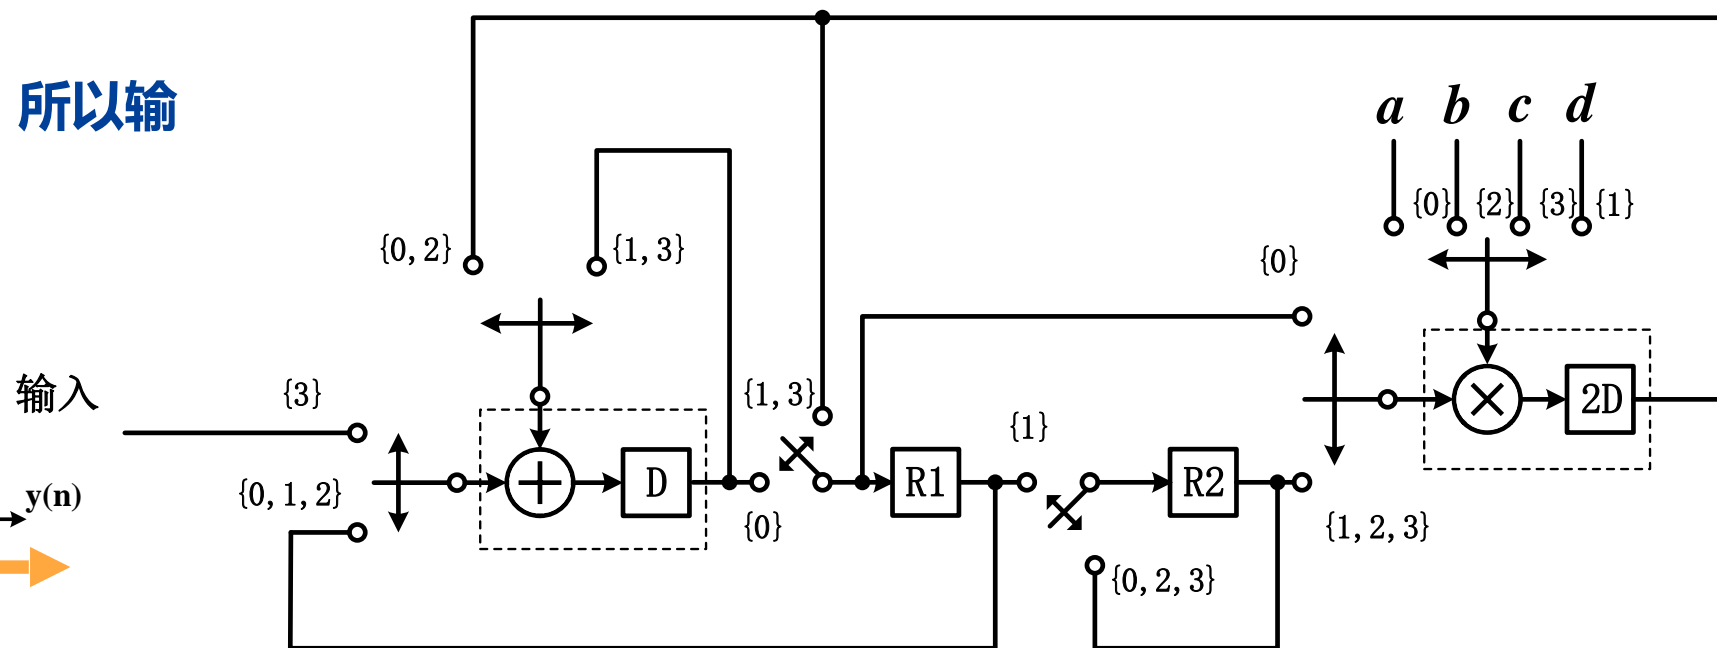 所以输
a b c d
{0} {2} {3} {1}
{0,2} {1,3}
{0}
输入
{3}
{1,3}
{1}
2D
D
R1
R2
{0,1,2}
y(n)
{0}
{1,2,3}
{0,2,3}